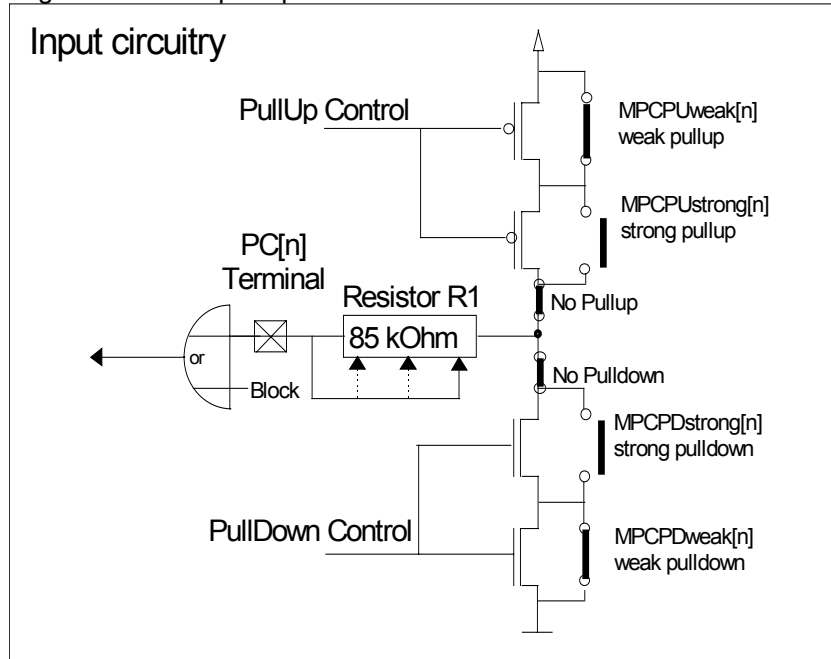 Input circuitry
PullUp Control
MPCPUweak[n]
weak pullup
MPCPUstrong[n]
strong pullup
PC[n]
Terminal
Resistor R1
No Pullup
85 kOhm
or
Block
No Pulldown
MPCPDstrong[n]
strong pulldown
PullDown Control
MPCPDweak[n]
weak pulldown